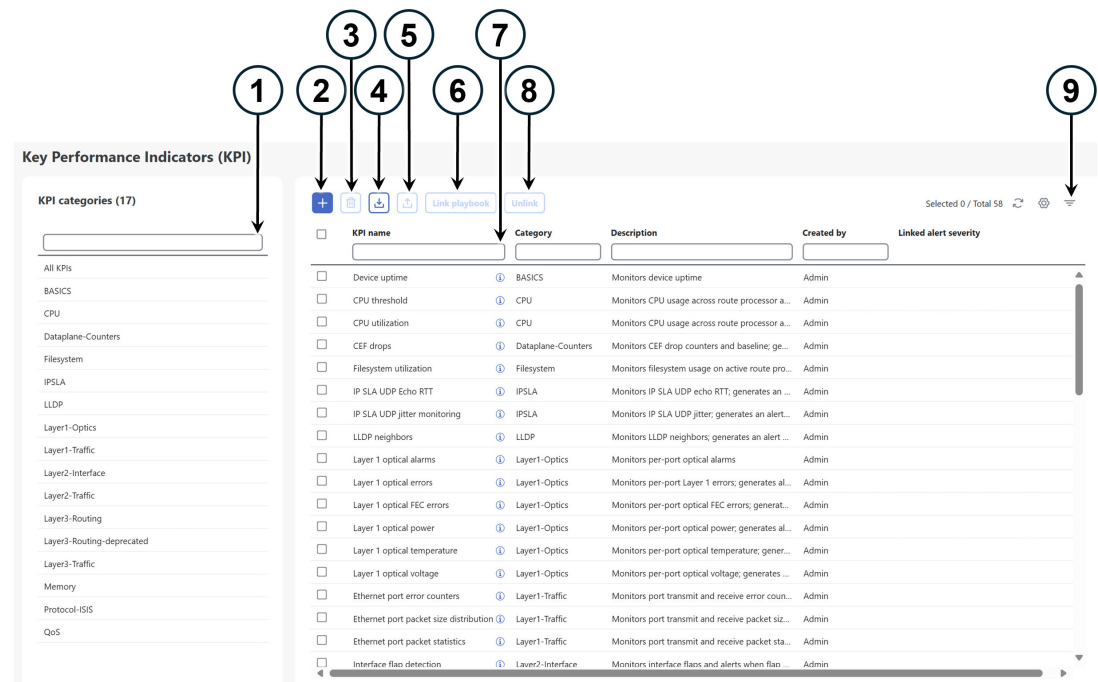 3 5 7
1 2 4 6 8 9
Key Performance Indicators (KPI)
KPI categories (17)
Link playbook Unlink Selected 0 / Total 58
KPI name Category Description Created by Linked alert severity
All KPIs
BASICS
CPU
Dataplane-Counters
Filesystem
IPSLA
LLDP
Layer1-Optics
Layer1-Traffic
Layer2-Interface
Layer2-Traffic
Layer3-Routing
Layer3-Routing-deprecated
Layer3-Traffic
Memory
Protocol-ISIS
QoS
Device uptime BASICS Monitors device uptime Admin
CPU threshold CPU Monitors CPU usage across route processor a... Admin
CPU utilization CPU Monitors CPU usage across route processor a... Admin
CEF drops Dataplane-Counters Monitors CEF drop counters and baseline; ge... Admin
Filesystem utilization Filesystem Monitors filesystem usage on active route pro... Admin
IP SLA UDP Echo RTT IPSLA Monitors IP SLA UDP echo RTT; generates an ... Admin
IP SLA UDP jitter monitoring IPSLA Monitors IP SLA UDP jitter; generates an alert... Admin
LLDP neighbors LLDP Monitors LLDP neighbors; generates an alert ... Admin
Layer 1 optical alarms Layer1-Optics Monitors per-port optical alarms Admin
Layer 1 optical errors Layer1-Optics Monitors per-port Layer 1 errors; generates al... Admin
Layer 1 optical FEC errors Layer1-Optics Monitors per-port optical FEC errors; generat... Admin
Layer 1 optical power Layer1-Optics Monitors per-port optical power; generates al... Admin
Layer 1 optical temperature Layer1-Optics Monitors per-port optical temperature; gener... Admin
Layer 1 optical voltage Layer1-Optics Monitors per-port optical voltage; generates ... Admin
Ethernet port error counters Layer1-Traffic Monitors port transmit and receive error coun... Admin
Ethernet port packet size distribution Layer1-Traffic Monitors port transmit and receive packet siz... Admin
Ethernet port packet statistics Layer1-Traffic Monitors port transmit and receive packet sta... Admin
Interface flap detection Layer2-Interface Monitors interface flaps and alerts when flap ... Admin